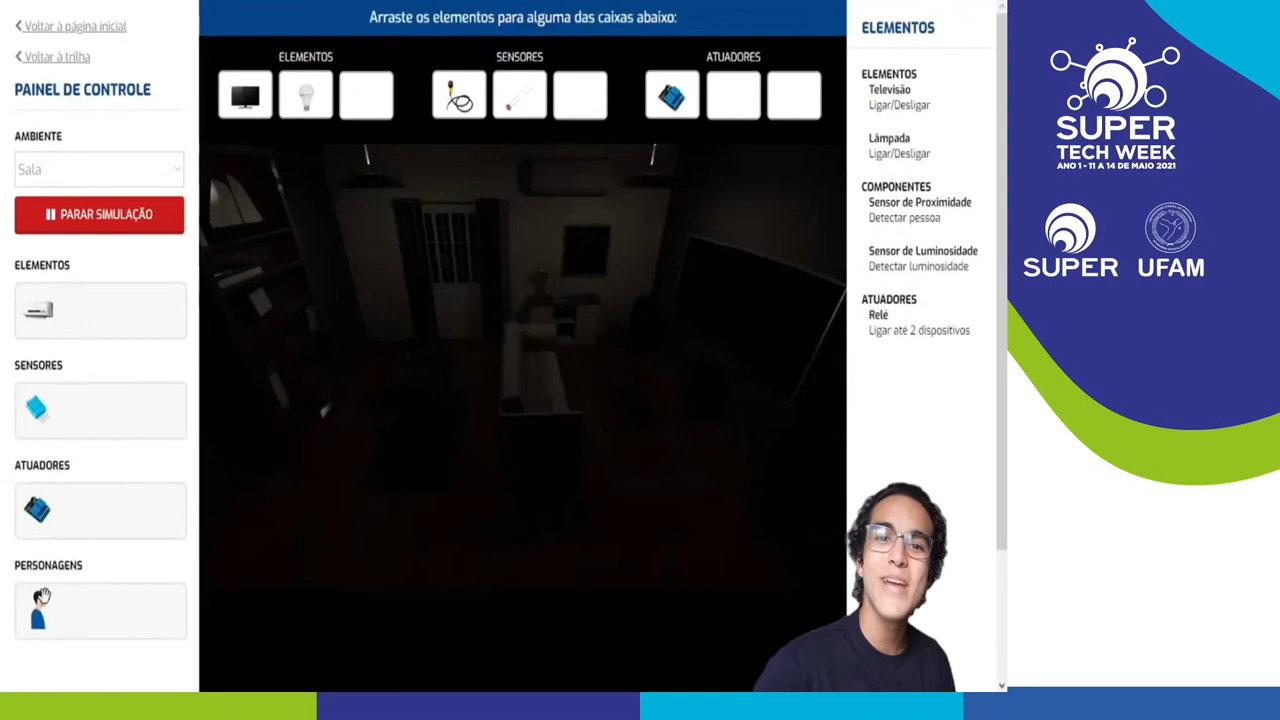 Voltar à página inicial
Voltar à trilha
PAINEL DE CONTROLE
AMBIENTE
Sala
PARAR SIMULAÇÃO
ELEMENTOS
SENSORES
ATUADORES
PERSONAGENS
Arraste os elementos para alguma das caixas abaixo:
ELEMENTOS
SENSORES
ATUADORES
ELEMENTOS
ELEMENTOS
Televisão
Ligar/Desligar
Lâmpada
Ligar/Desligar
COMPONENTES
Sensor de Proximidade
Detectar pessoa
Sensor de Luminosidade
Detectar luminosidade
ATUADORES
Relé
Ligar até 2 dispositivos
SUPER
TECH WEEK
ANO 1 - 11 A 14 DE MAIO 2021
SUPER
UFAM